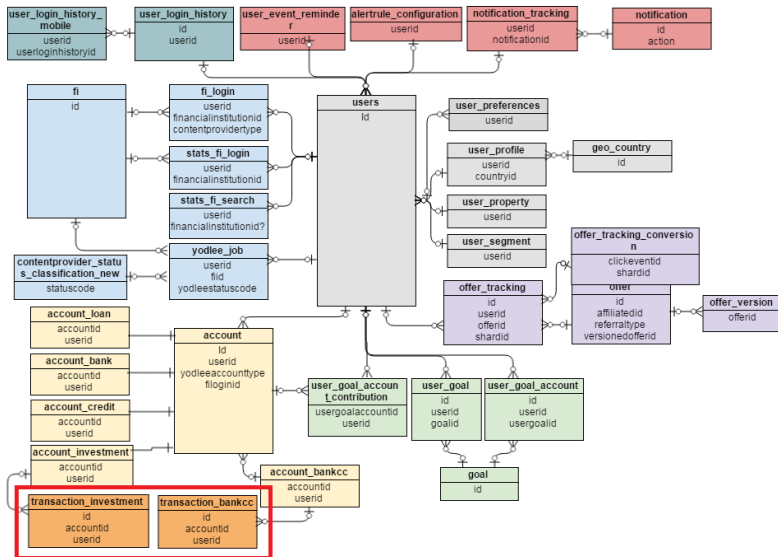 user_login_history_
mobile
userid
userloginhistoryid
user_login_history
id
userid
user_event_reminde
r
userid
alertrule_configuration
userid
notification_tracking
userid
notificationid
notification
id
action
fi
id
fi_login
userid
financialinstitutionid
contentprovidertype
stats_fi_login
userid
financialinstitutionid
stats_fi_search
userid
financialinstitutionid?
contentprovider_statu
s_classification_new
statuscode
yodlee_job
userid
fiid
yodleestatuscode
users
Id
user_preferences
userid
user_profile
userid
countryid
geo_country
id
user_property
userid
user_segment
userid
offer_tracking_conversio
n
clickeventid
shardid
offer_tracking
id
userid
offerid
shardid
offer
id
affiliatedid
referraltype
versionedofferid
offer_version
offerid
account_loan
accountid
userid
account_bank
accountid
userid
account_credit
accountid
userid
account_investment
accountid
userid
account
Id
userid
yodleeaccounttype
filoginid
user_goal_accoun
t_contribution
usergoalaccountid
userid
user_goal
id
userid
goalid
user_goal_account
id
userid
usergoalid
goal
id
account_bankcc
accountid
userid
transaction_investment
id
accountid
userid
transaction_bankcc
id
accountid
userid